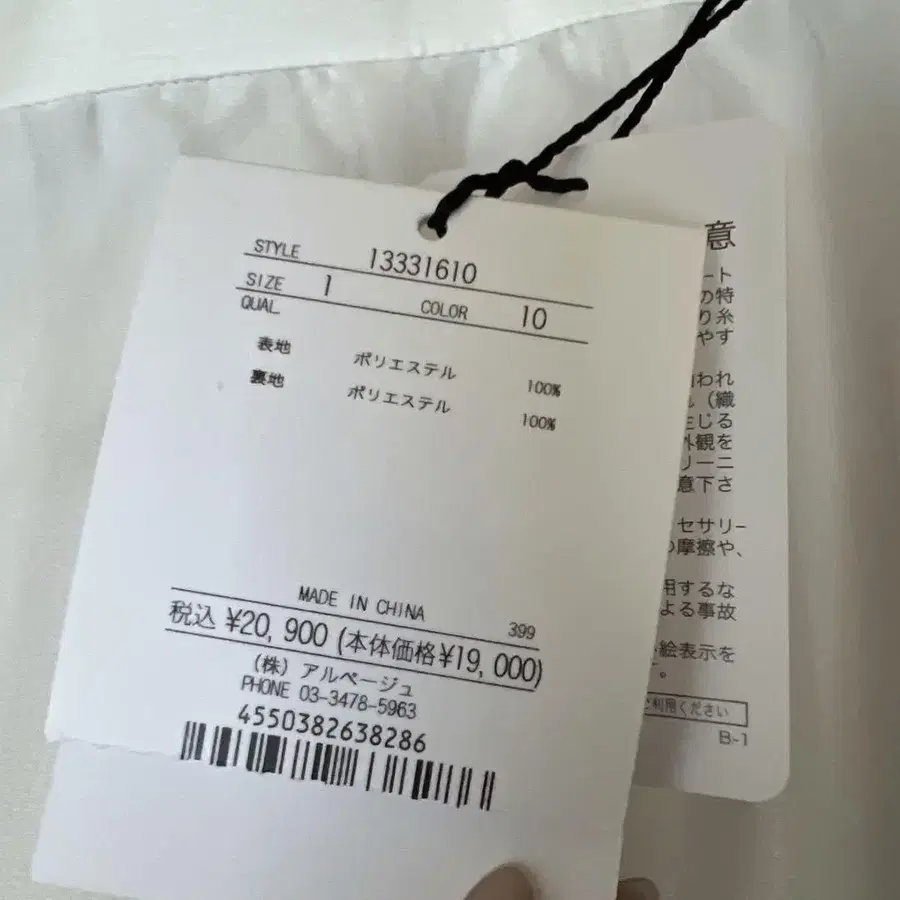 STYLE 13331610
SIZE 1 COLOR 10
QUAL
表地 ポリエステル 100%
裏地 ポリエステル 100%
MADE IN CHINA 399
税込 ¥20,900 (本体価格¥19,000)
(株) アルページュ
PHONE 03-3478-5963
4550382638286
意
ート
の特
り糸
やす
われ
(織
じる
外観を
リーニ
意下さ
セサリー
摩擦や、
用するな
よる事故
絵表示を
。
ご利用ください
B-1